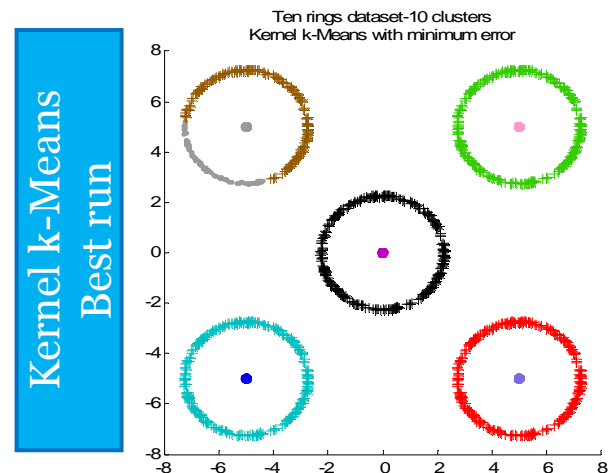 Ten rings dataset-10 clusters
Kernel k-Means with minimum error
Kernel k-Means
Best run
8
6
4
2
0
-2
-4
-6
-8
-8 -6 -4 -2 0 2 4 6 8